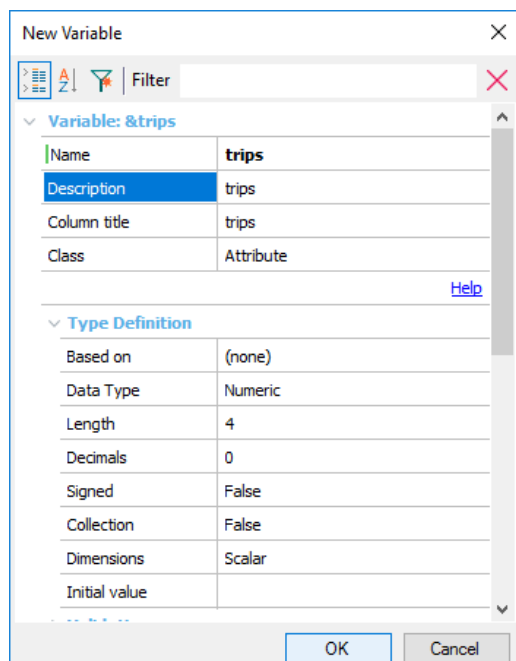 New Variable
Filter
Variable: &trips
Name trips
Description trips
Column title trips
Class Attribute
Help
Type Definition
Based on (none)
Data Type Numeric
Length 4
Decimals 0
Signed False
Collection False
Dimensions Scalar
Initial value
OK Cancel